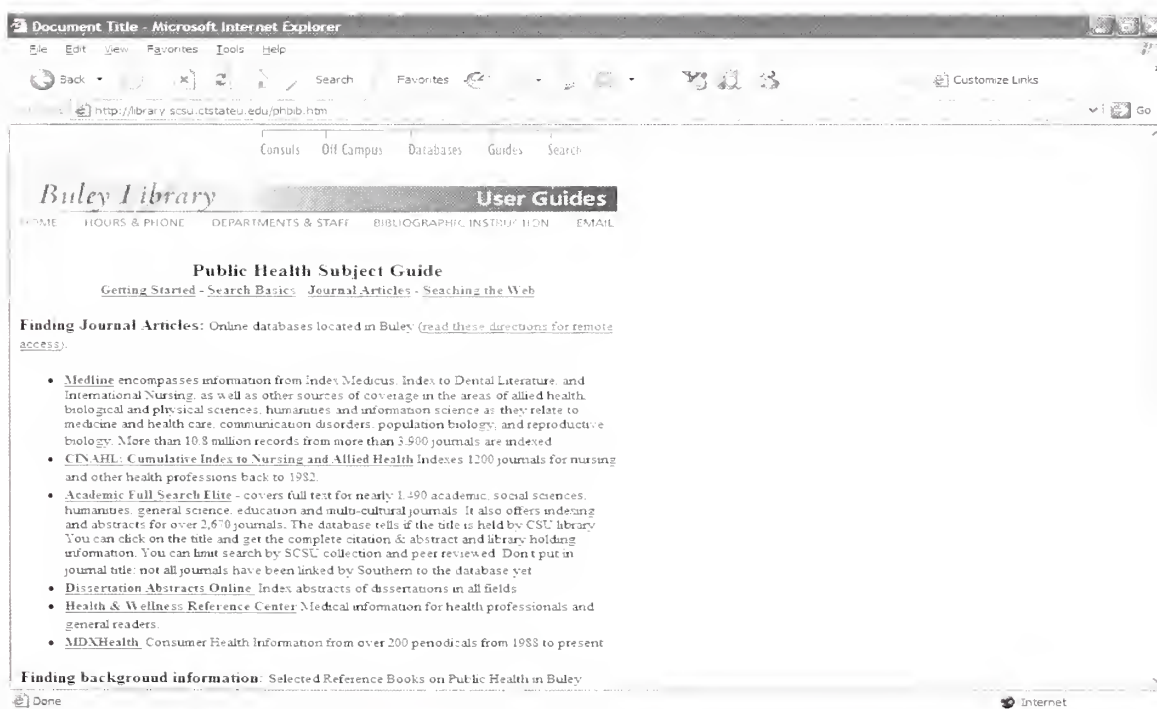 Document Title - Microsoft Internet Explorer
File Edit View Favorites Tools Help
Back Search Favorites Customize Links
http://library.scsu.ctstateu.edu/phbib.htm Go
Consuls Off Campus Databases Guides Search
Buley Library User Guides
HOME HOURS & PHONE DEPARTMENTS & STAFF BIBLIOGRAPHIC INSTRUCTION EMAIL
Public Health Subject Guide
Getting Started - Search Basics Journal Articles - Seaching the Web
Finding Journal Articles: Online databases located in Buley (read these directions for remote
access).
• Medline encompasses information from Index Medicus, Index to Dental Literature, and
International Nursing, as well as other sources of coverage in the areas of allied health,
biological and physical sciences, humanities and information science as they relate to
medicine and health care, communication disorders, population biology, and reproductive
biology. More than 10.8 million records from more than 3,900 journals are indexed
• CINAHL: Cumulative Index to Nursing and Allied Health Indexes 1200 journals for nursing
and other health professions back to 1982.
• Academic Full Search Elite - covers full text for nearly 1,490 academic, social sciences,
humanities, general science, education and multi-cultural journals. It also offers indexing
and abstracts for over 2,670 journals. The database tells if the title is held by CSU library
You can click on the title and get the complete citation & abstract and library holding
information. You can limit search by SCSU collection and peer reviewed. Don't put in
journal title: not all journals have been linked by Southern to the database yet
• Dissertation Abstracts Online Index abstracts of dissertations in all fields
• Health & Wellness Reference Center Medical information for health professionals and
general readers.
• MDXHealth Consumer Health Information from over 200 periodicals from 1988 to present
Finding background information: Selected Reference Books on Public Health in Buley
Done Internet